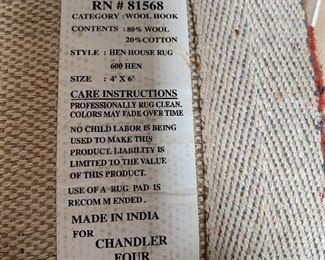 RN # 81568
CATEGORY : WOOL HOOK
CONTENTS : 80% WOOL
20% COTTON
STYLE : HEN HOUSE RUG
600 HEN
SIZE : 4' X 6'
CARE INSTRUCTIONS
PROFESSIONALLY RUG CLEAN.
COLORS MAY FADE OVER TIME
NO CHILD LABOR IS BEING
USED TO MAKE THIS
PRODUCT. LIABILITY IS
LIMITED TO THE VALUE
OF THIS PRODUCT.
USE OF A RUG PAD IS
RECOM M ENDED.
MADE IN INDIA
FOR
CHANDLER
FOUR